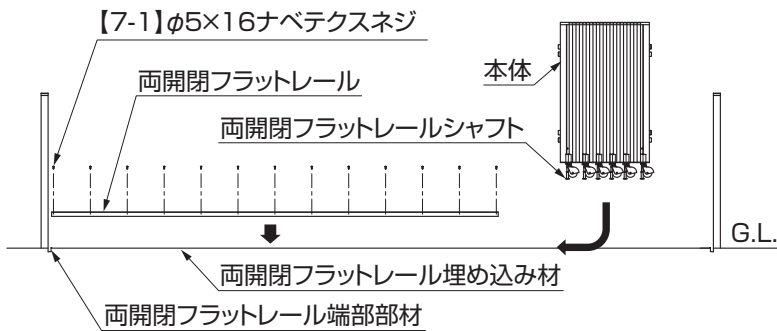 【7-1】φ5×16ナベテクスネジ
両開閉フラットレール
本体
両開閉フラットレールシャフト
G.L.
両開閉フラットレール埋め込み材
両開閉フラットレール端部部材